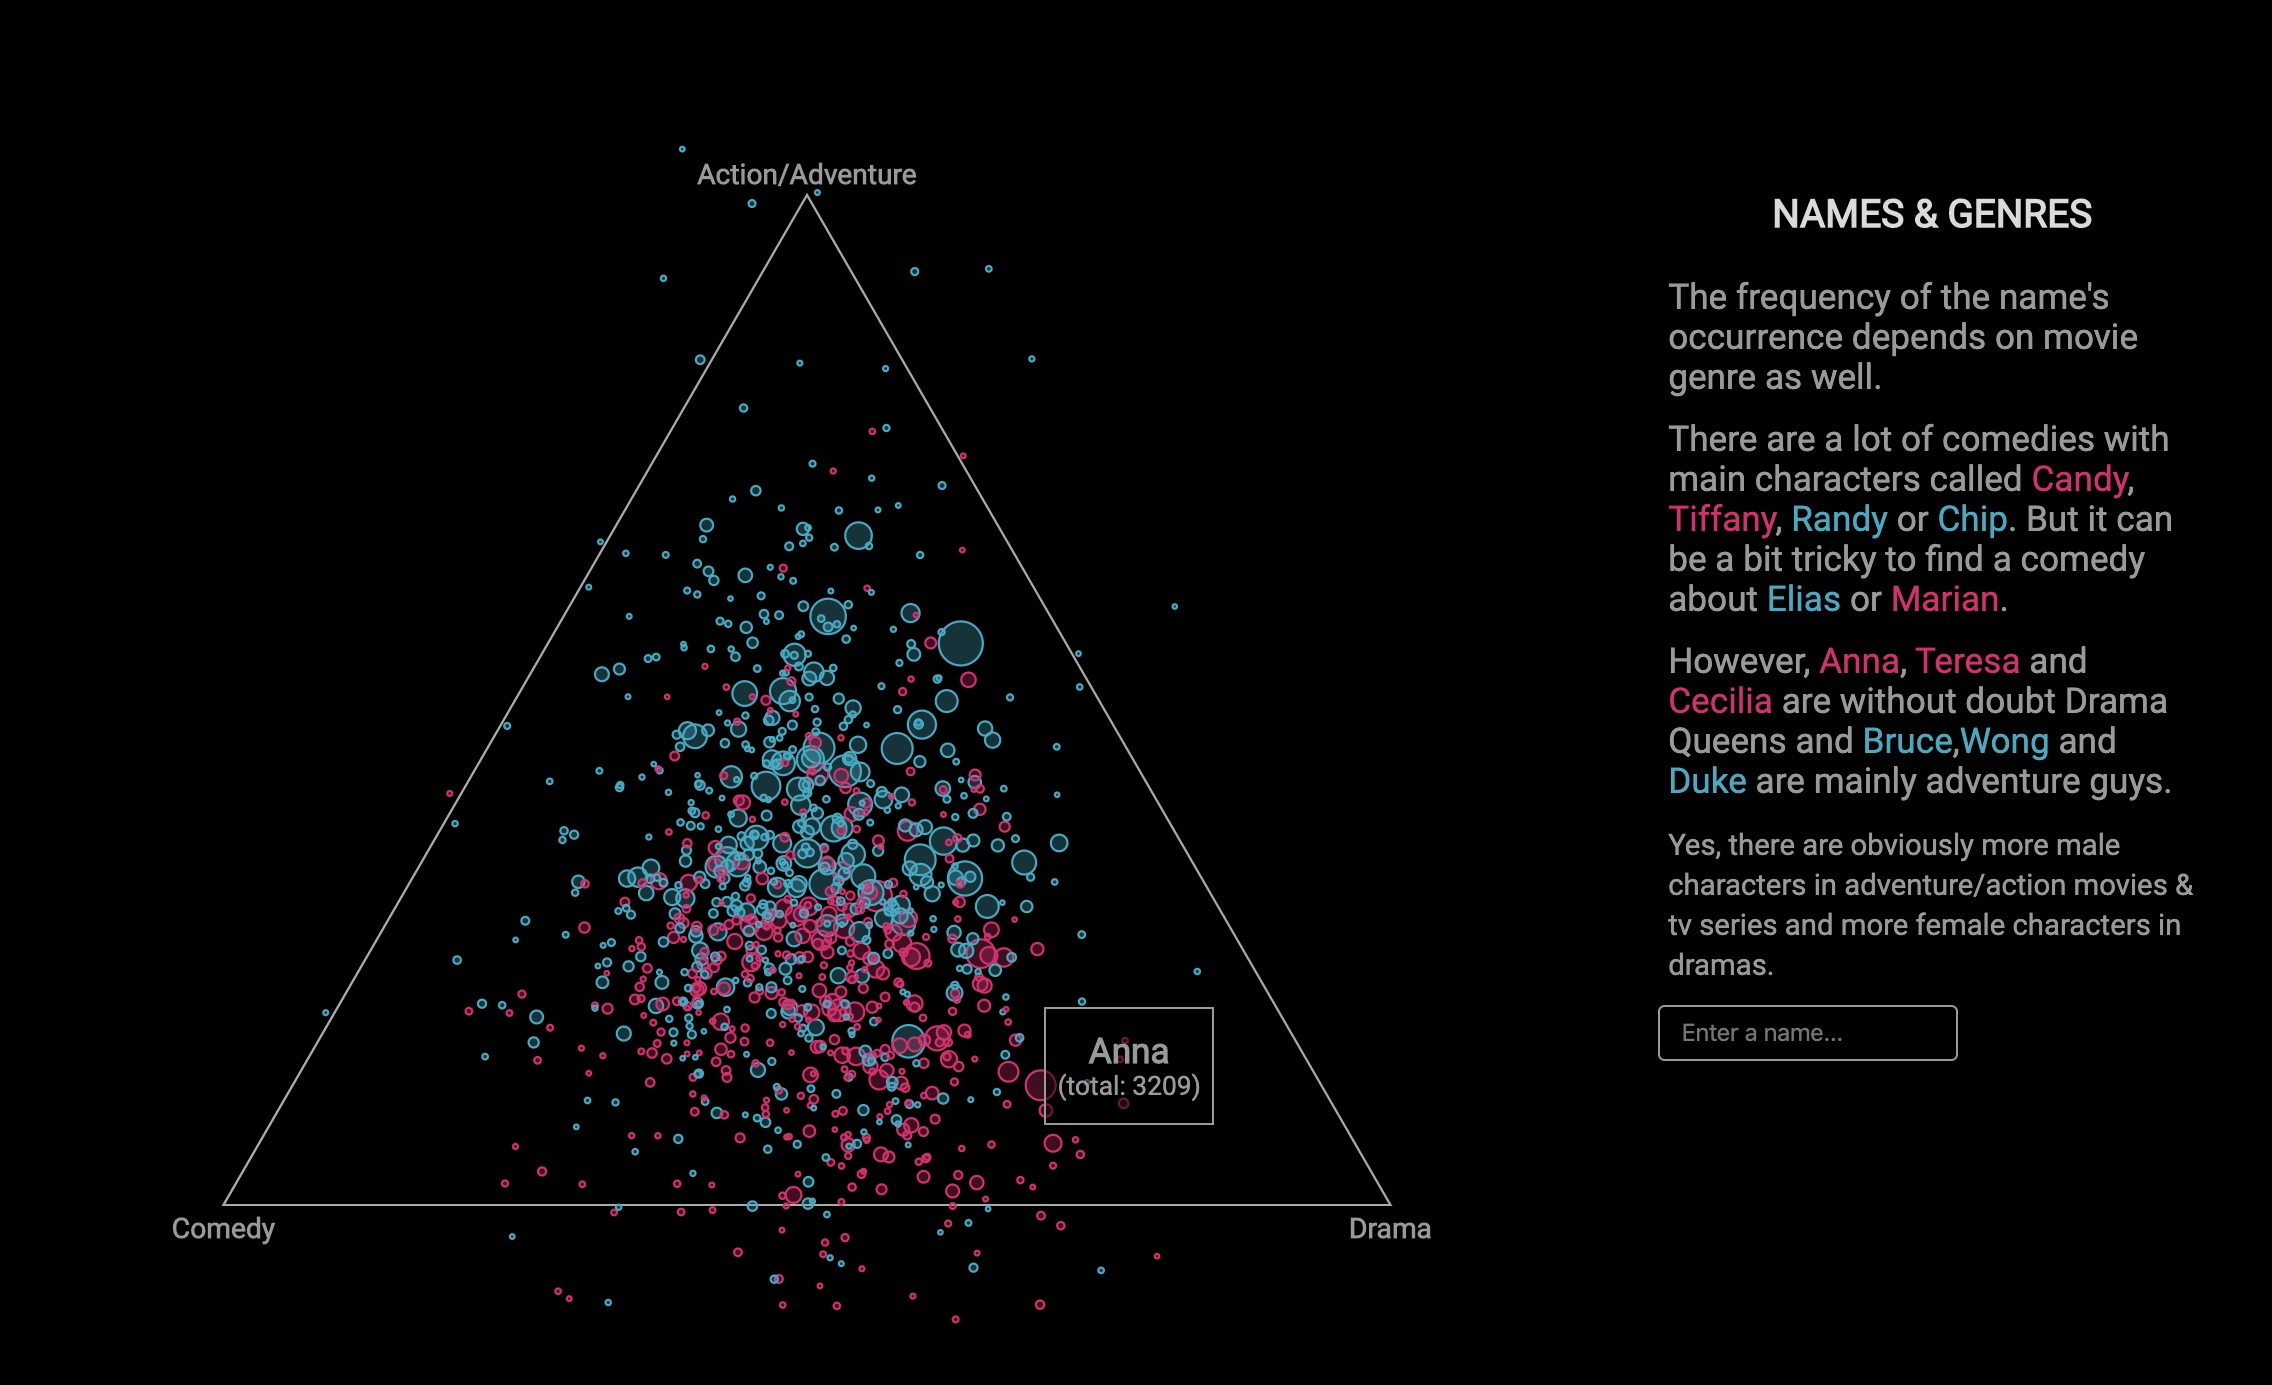 Action/Adventure
Comedy
Drama
Anna
(total: 3209)
NAMES & GENRES
The frequency of the name's
occurrence depends on movie
genre as well.
There are a lot of comedies with
main characters called Candy,
Tiffany, Randy or Chip. But it can
be a bit tricky to find a comedy
about Elias or Marian.
However, Anna, Teresa and
Cecilia are without doubt Drama
Queens and Bruce,Wong and
Duke are mainly adventure guys.
Yes, there are obviously more male
characters in adventure/action movies &
tv series and more female characters in
dramas.
Enter a name...